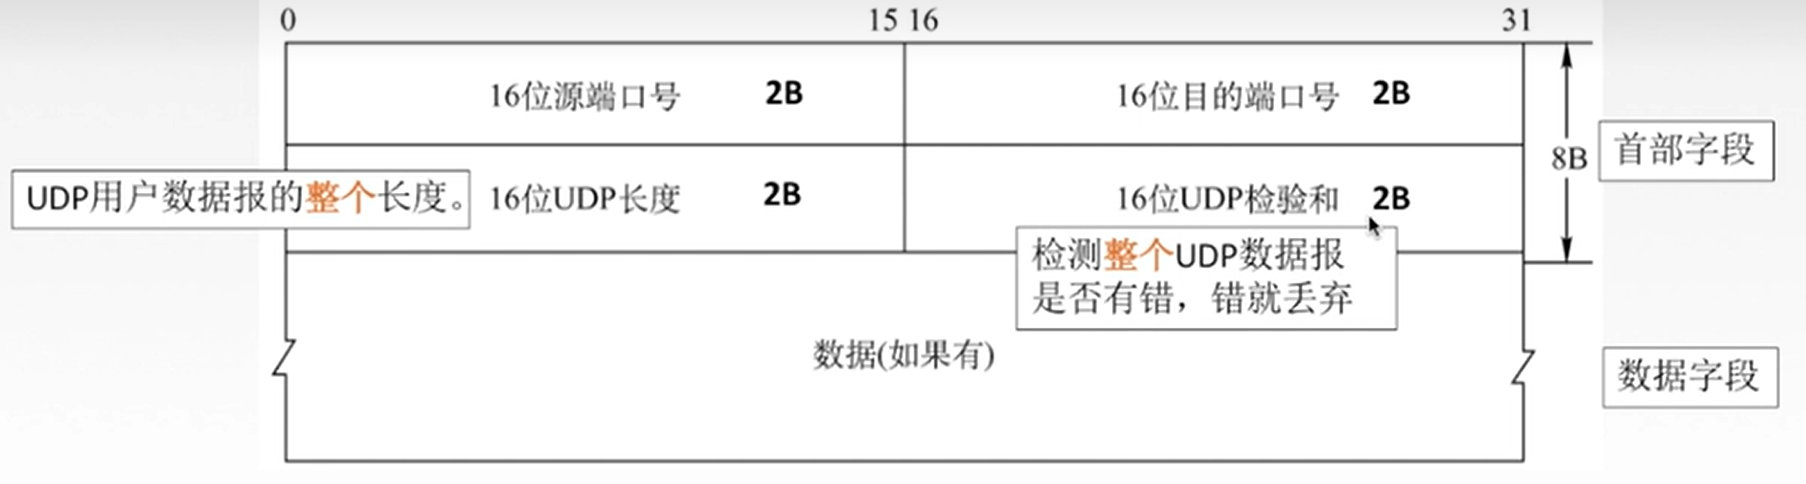 0 15 16 31
16位源端口号 2B 16位目的端口号 2B
8B
首部字段
UDP用户数据报的整个长度。
16位UDP长度 2B 16位UDP检验和 2B
检测整个UDP数据报
是否有错，错就丢弃
数据(如果有)
数据字段